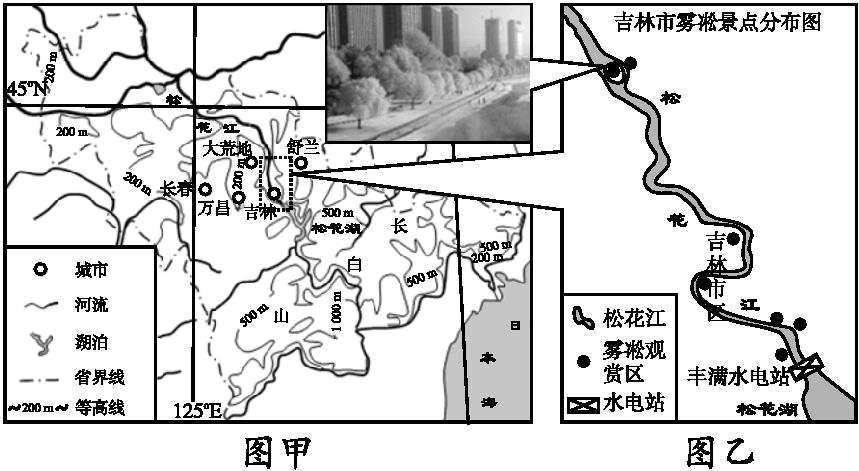 45°N
200 m
松
花
江
200 m
200 m
大荒地
舒兰
200 m
长春
万昌
吉林
500 m
松花湖
长
白
山
500 m
200 m
500 m
500 m
1 000 m
日
本
海
125°E
城市
河流
湖泊
省界线
200 m
等高线
图甲
吉林市雾凇景点分布图
松
花
江
吉
林
市
区
丰满水电站
松花湖
松花江
雾凇观
赏区
水电站
图乙